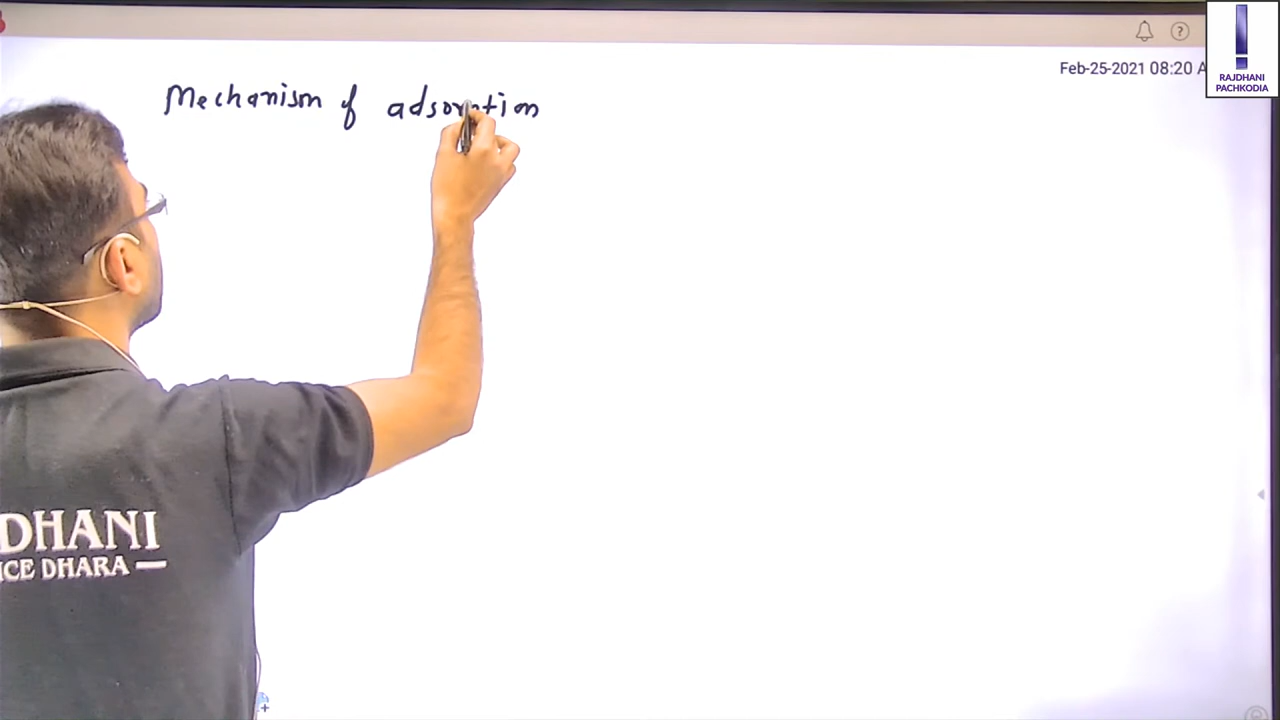 Feb-25-2021 08:20 A
RAJDHANI
PACHKODIA
Mechanism of adsorption
DHANI
ICE DHARA